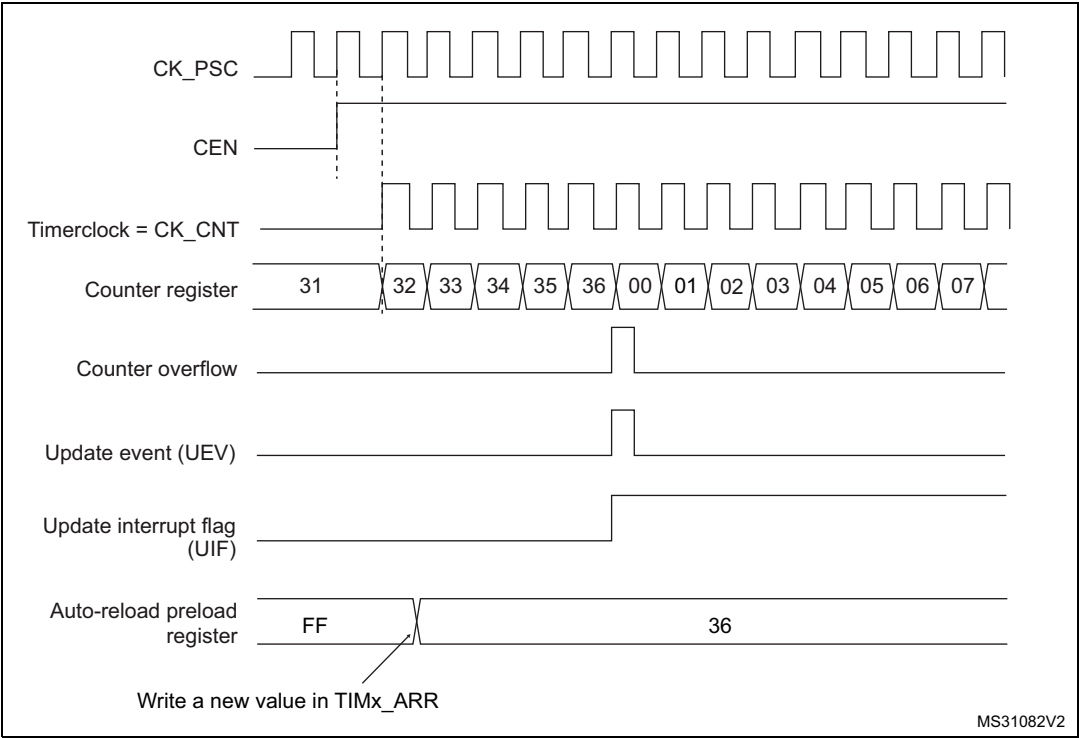 CK_PSC
CEN
Timerclock = CK_CNT
Counter register
31 32 33 34 35 36 00 01 02 03 04 05 06 07
Counter overflow
Update event (UEV)
Update interrupt flag
(UIF)
Auto-reload preload
register
FF 36
Write a new value in TIMx_ARR
MS31082V2